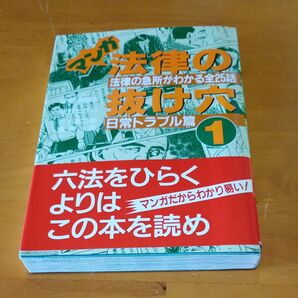 マンガ
法律の
法律の急所がわかる全25話
抜け穴
日常トラブル篇
1
六法をひらく
よりは
マンガだからわかり易い!
この本を読め